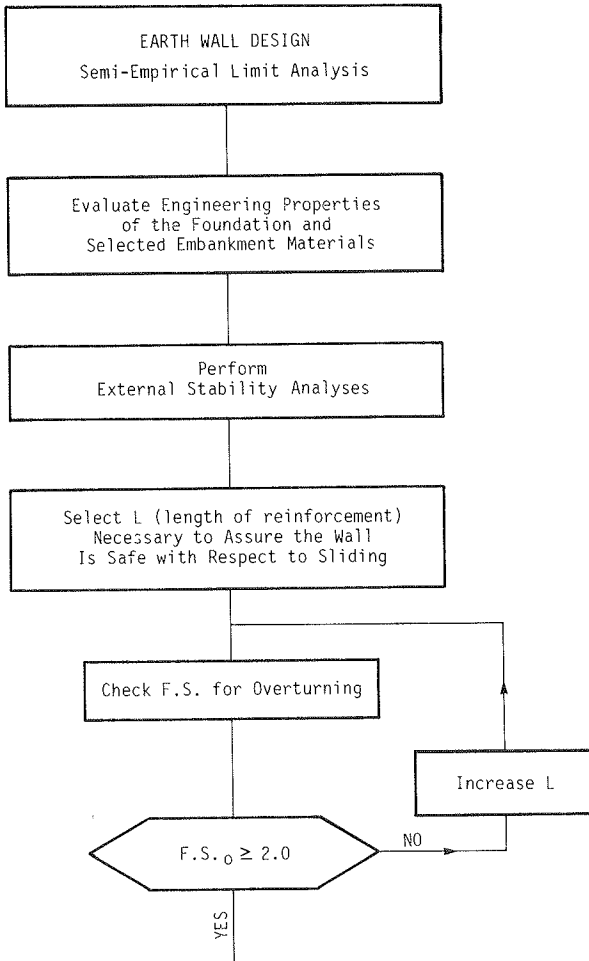 EARTH WALL DESIGN
Semi-Empirical Limit Analysis
Evaluate Engineering Properties
of the Foundation and
Selected Embankment Materials
Perform
External Stability Analyses
Select L (length of reinforcement)
Necessary to Assure the Wall
Is Safe with Respect to Sliding
Check F.S. for Overturning
Increase L
F.S.₀ ≥ 2.0
NO
YES